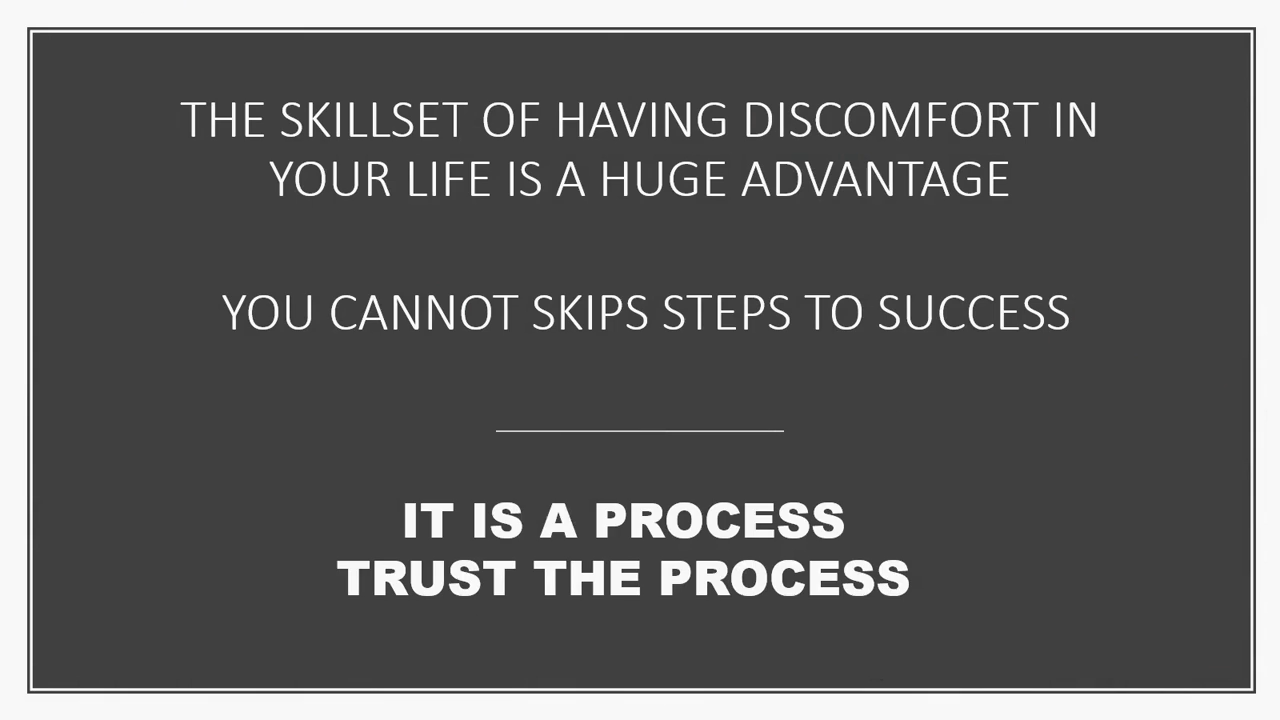 THE SKILLSET OF HAVING DISCOMFORT IN
YOUR LIFE IS A HUGE ADVANTAGE
YOU CANNOT SKIPS STEPS TO SUCCESS
IT IS A PROCESS
TRUST THE PROCESS